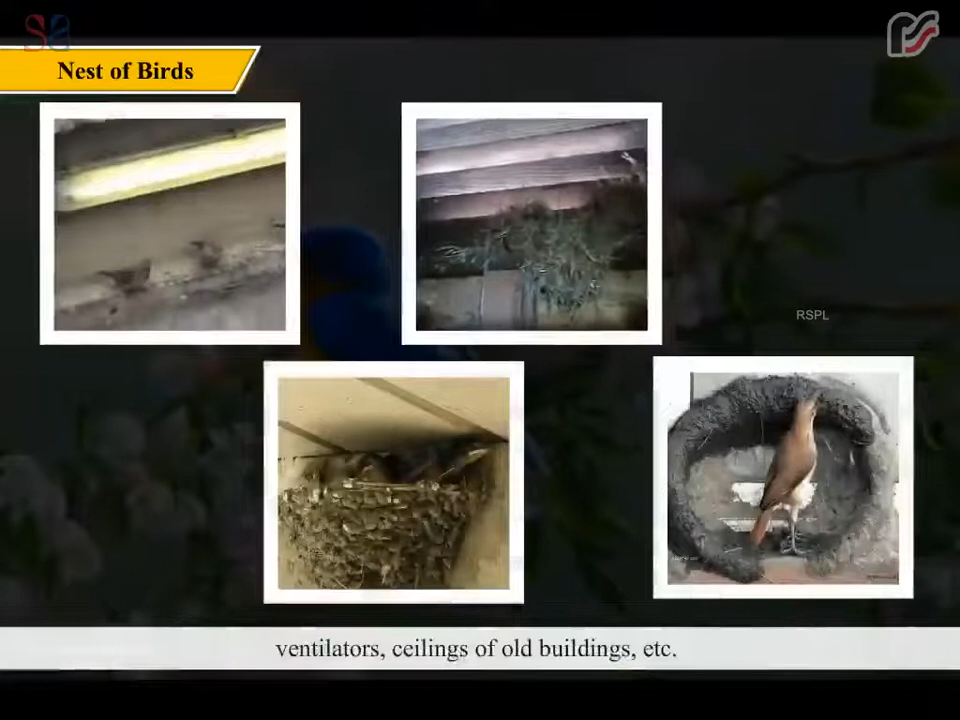 Nest of Birds
RSPL
ventilators, ceilings of old buildings, etc.